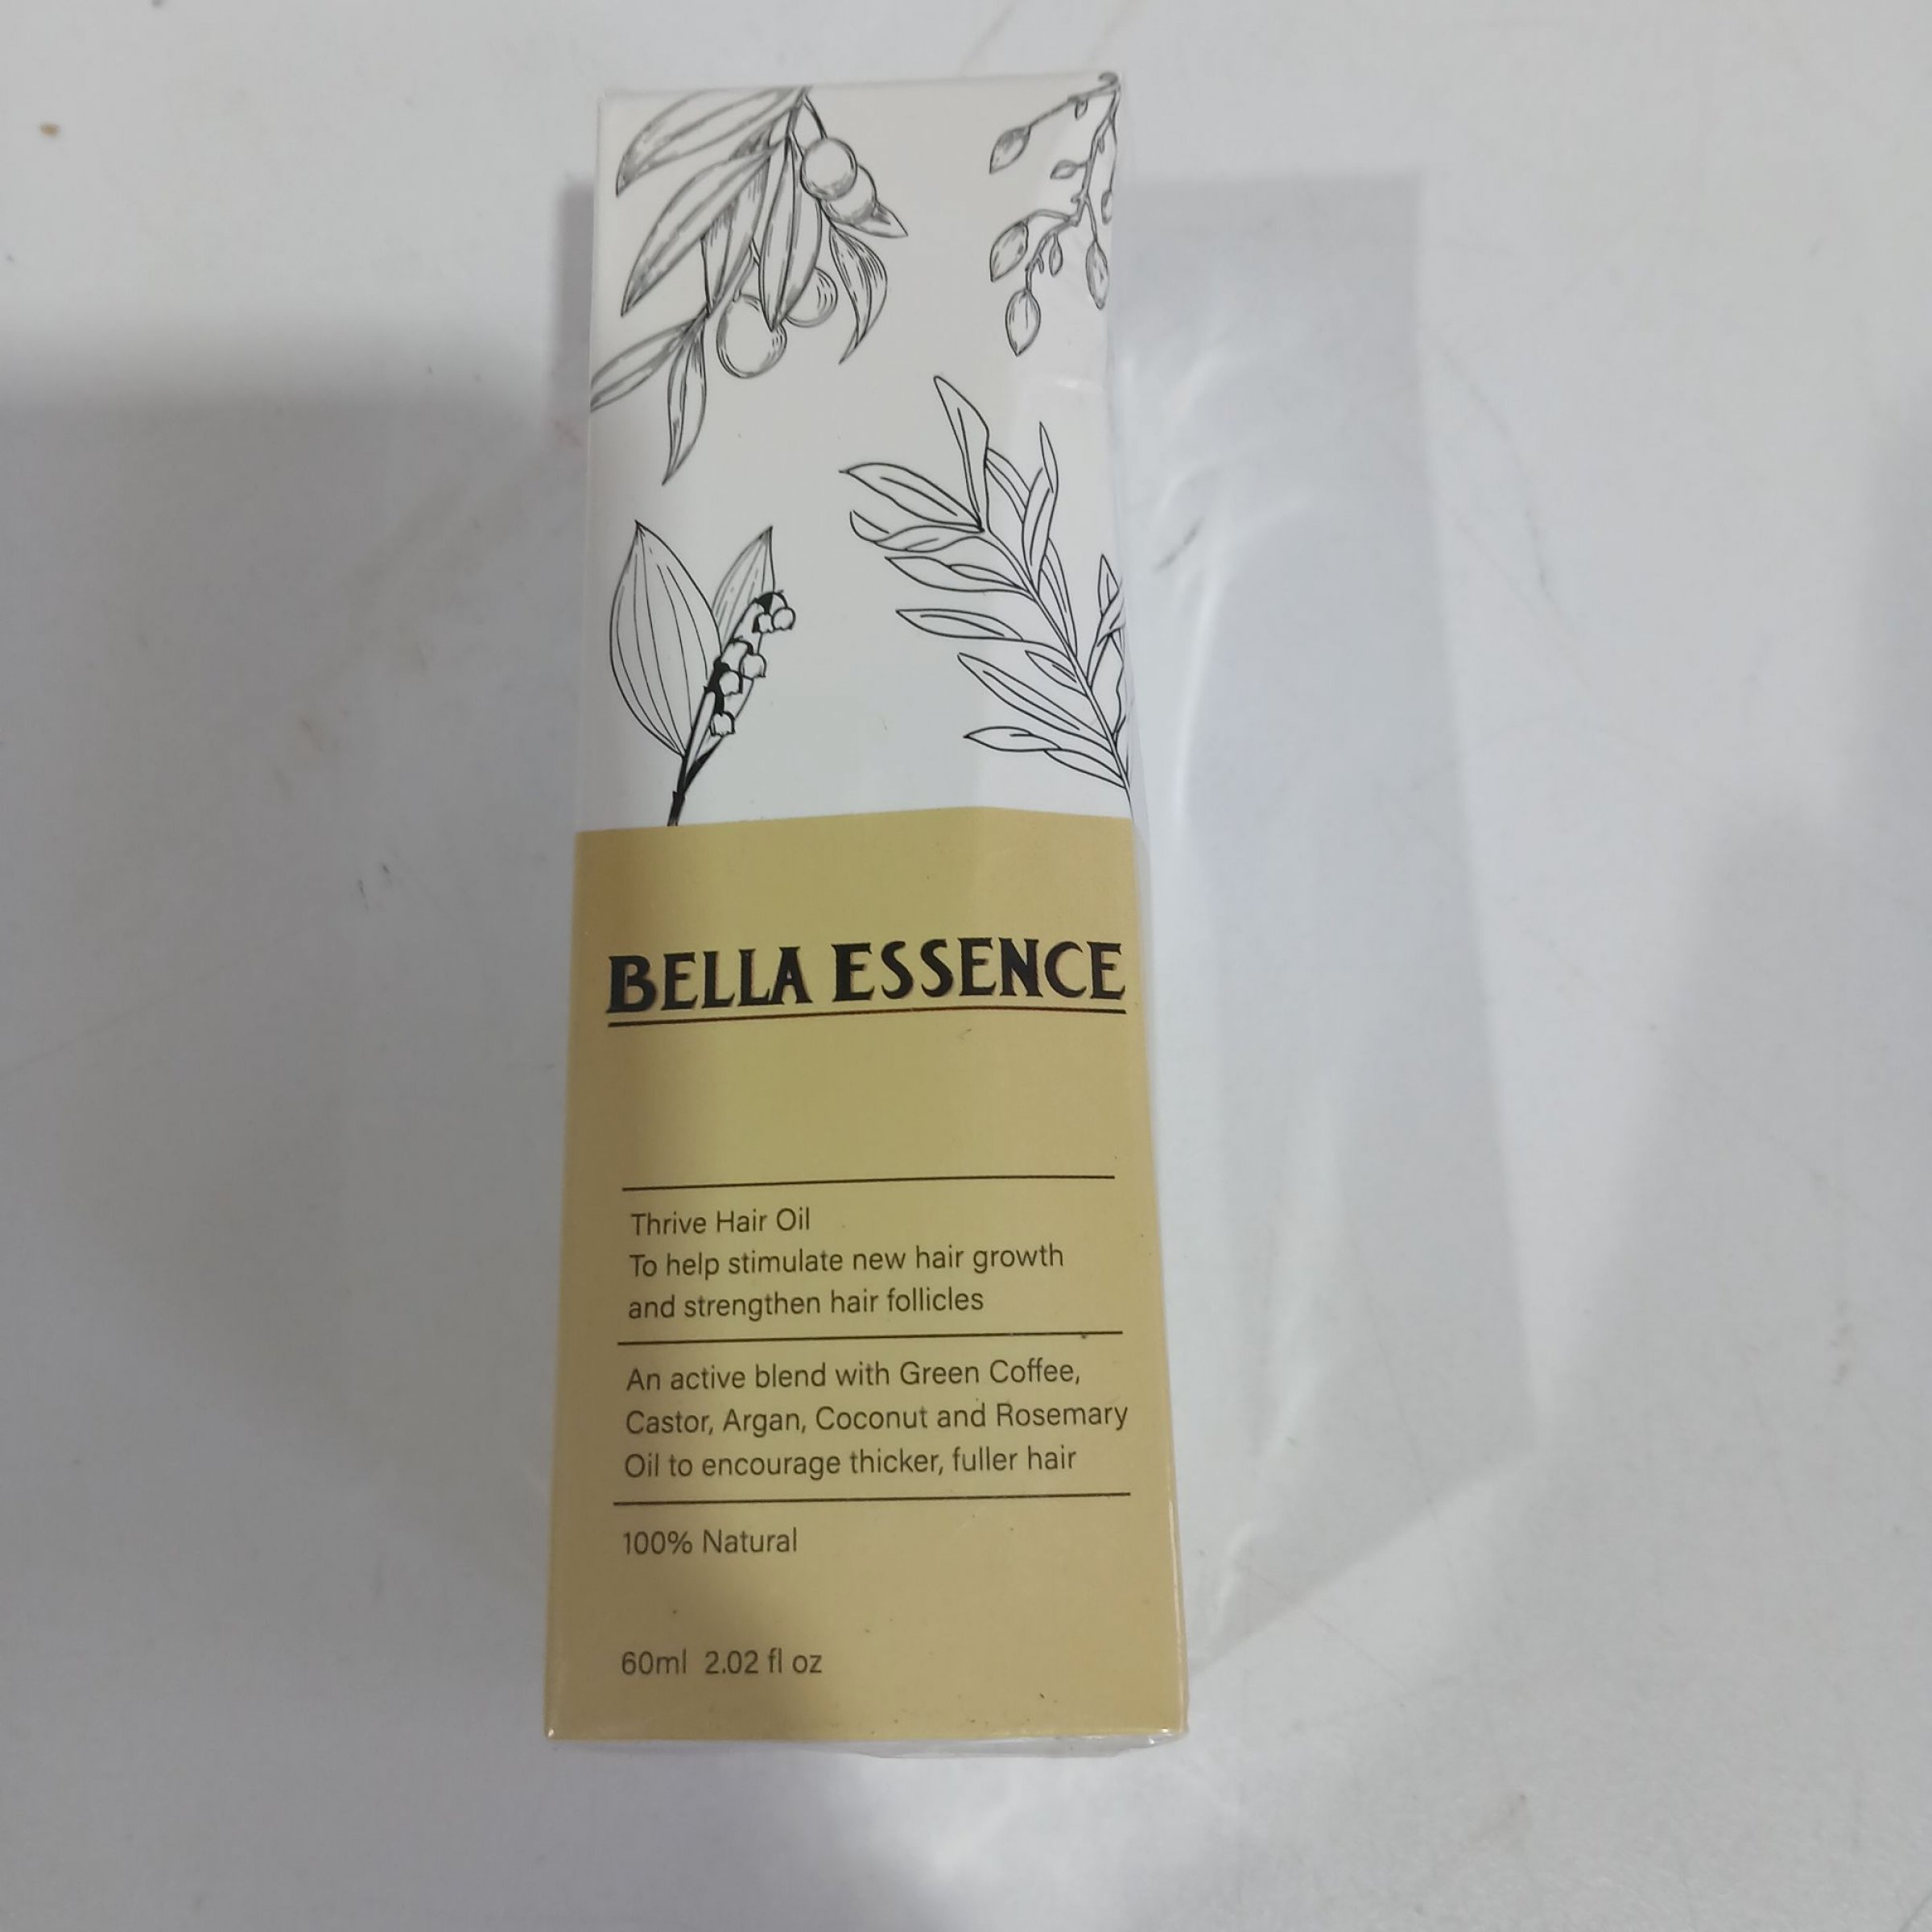 BELLA ESSENCE
Thrive Hair Oil
To help stimulate new hair growth
and strengthen hair follicles
An active blend with Green Coffee,
Castor, Argan, Coconut and Rosemary
Oil to encourage thicker, fuller hair
100% Natural
60ml 2.02 fl oz